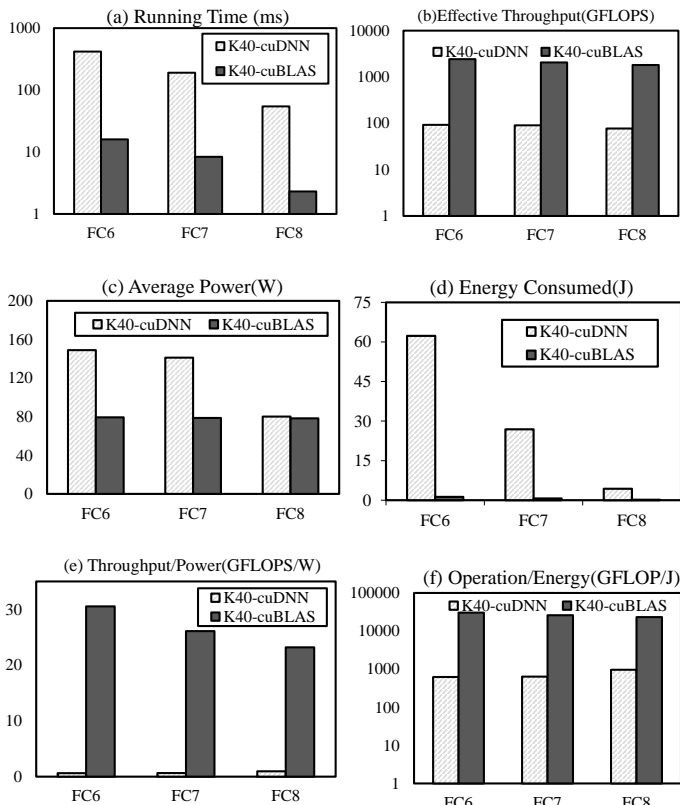 (a) Running Time (ms)
1000
100
10
1
K40-cuDNN
K40-cuBLAS
FC6 FC7 FC8
(b)Effective Throughput(GFLOPS)
10000
1000
100
10
1
K40-cuDNN K40-cuBLAS
FC6 FC7 FC8
(c) Average Power(W)
200
160
120
80
40
0
K40-cuDNN K40-cuBLAS
FC6 FC7 FC8
(d) Energy Consumed(J)
75
60
45
30
15
0
K40-cuDNN
K40-cuBLAS
FC6 FC7 FC8
(e) Throughput/Power(GFLOPS/W)
30
20
10
0
K40-cuDNN
K40-cuBLAS
FC6 FC7 FC8
(f) Operation/Energy(GFLOP/J)
100000
10000
1000
100
10
1
K40-cuDNN K40-cuBLAS
FC6 FC7 FC8